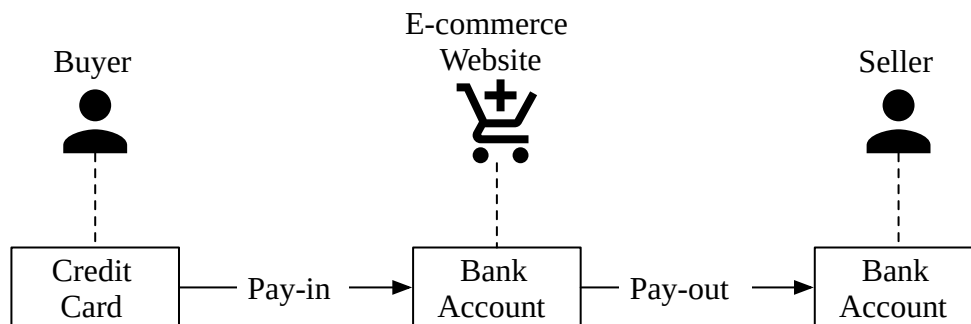 E-commerce
Website
Buyer
Seller
Credit
Card
Pay-in
Bank
Account
Pay-out
Bank
Account